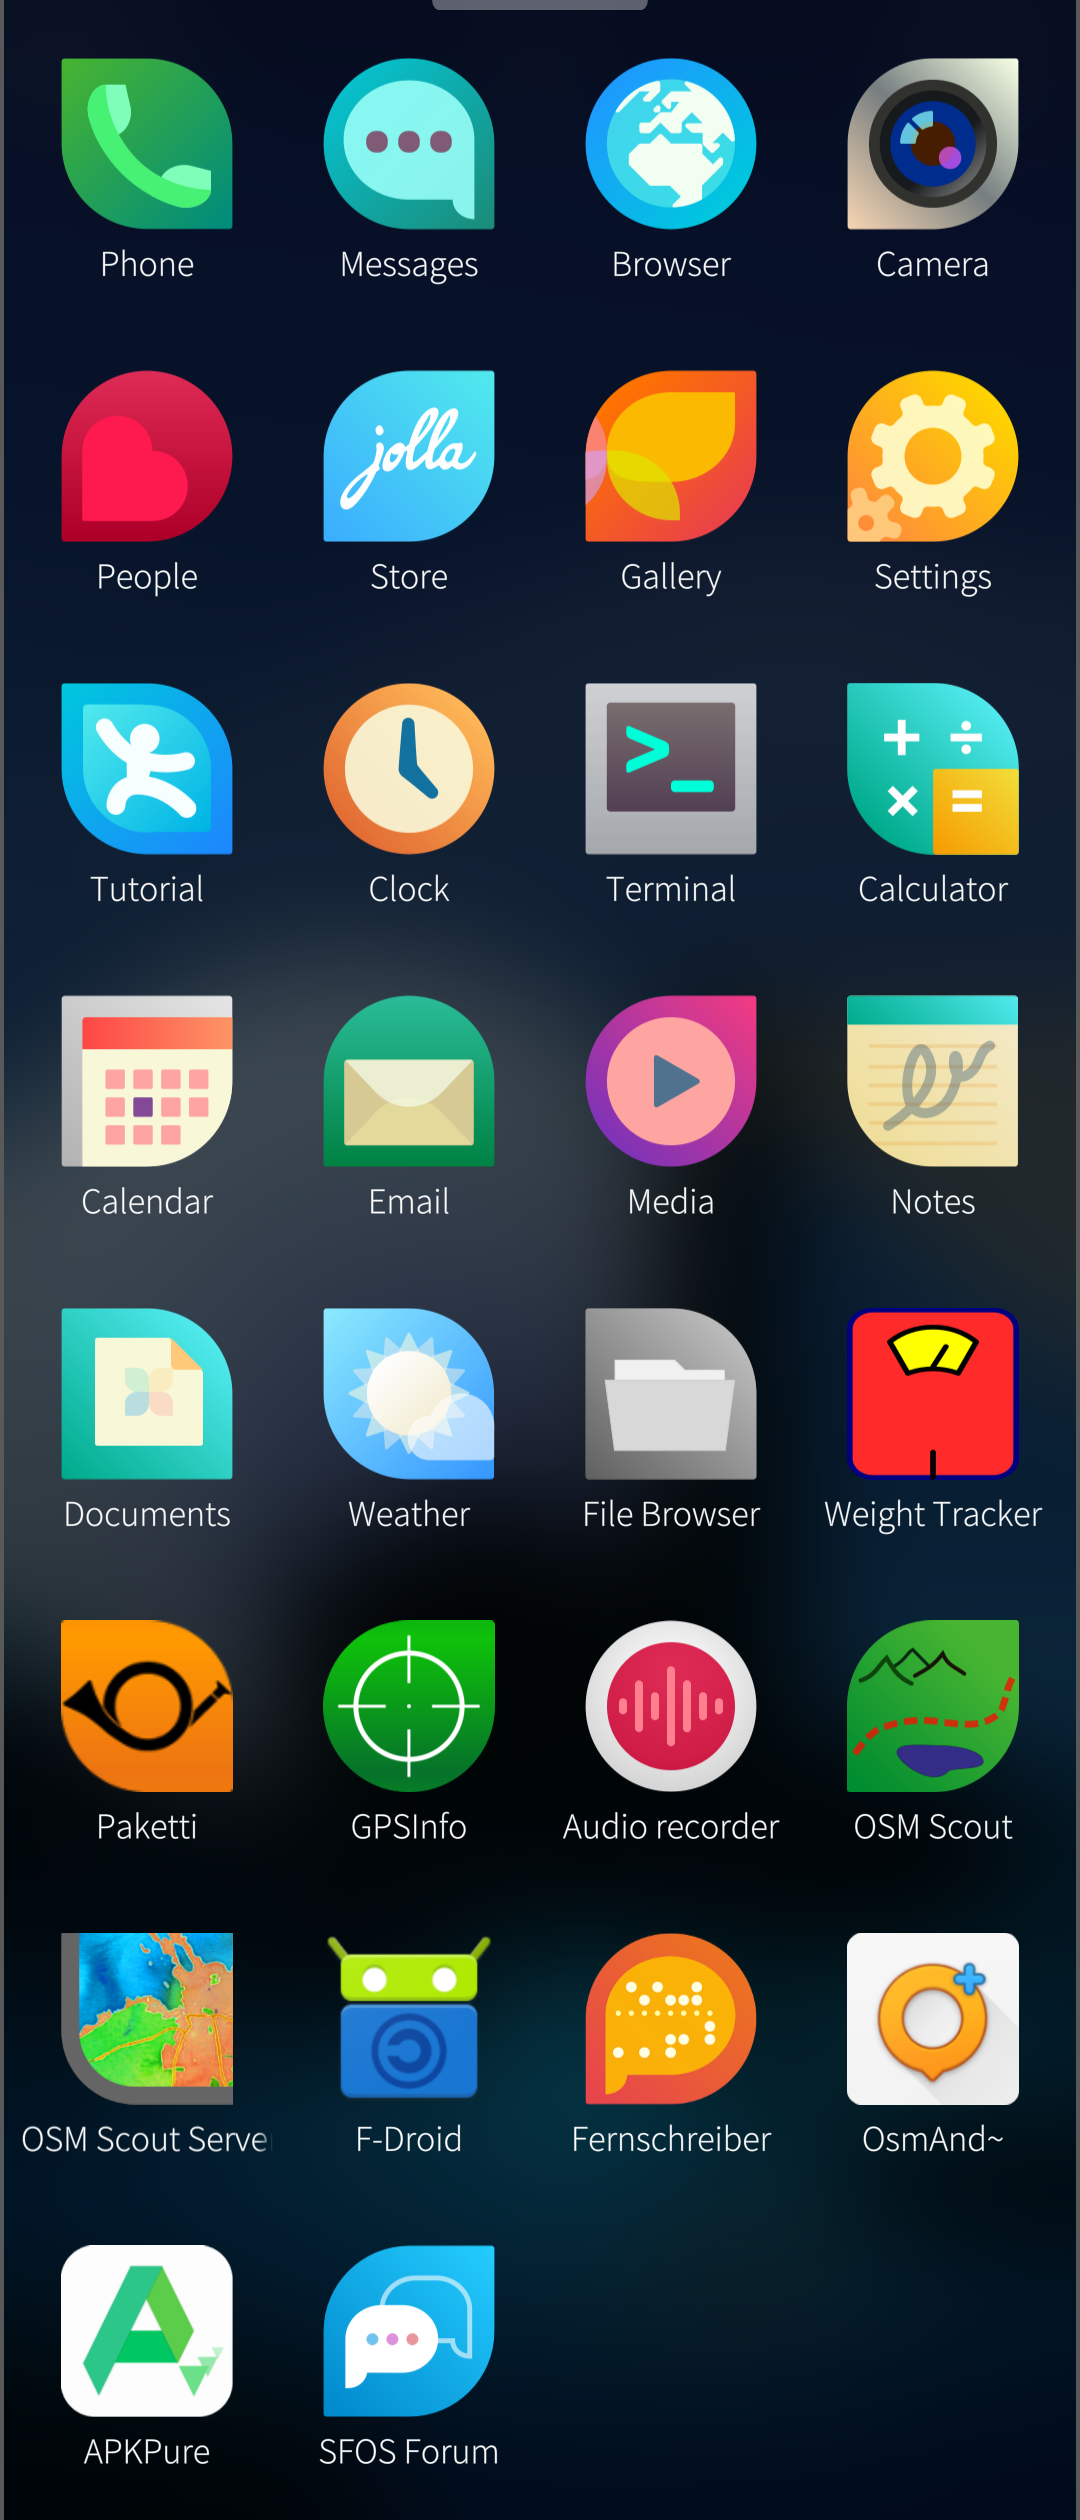 Phone Messages Browser Camera
jolla
People Store Gallery Settings
Tutorial Clock Terminal Calculator
Calendar Email Media Notes
Documents Weather File Browser Weight Tracker
Paketti GPSInfo Audio recorder OSM Scout
OSM Scout Server F-Droid Fernschreiber OsmAnd~
APKPure SFOS Forum